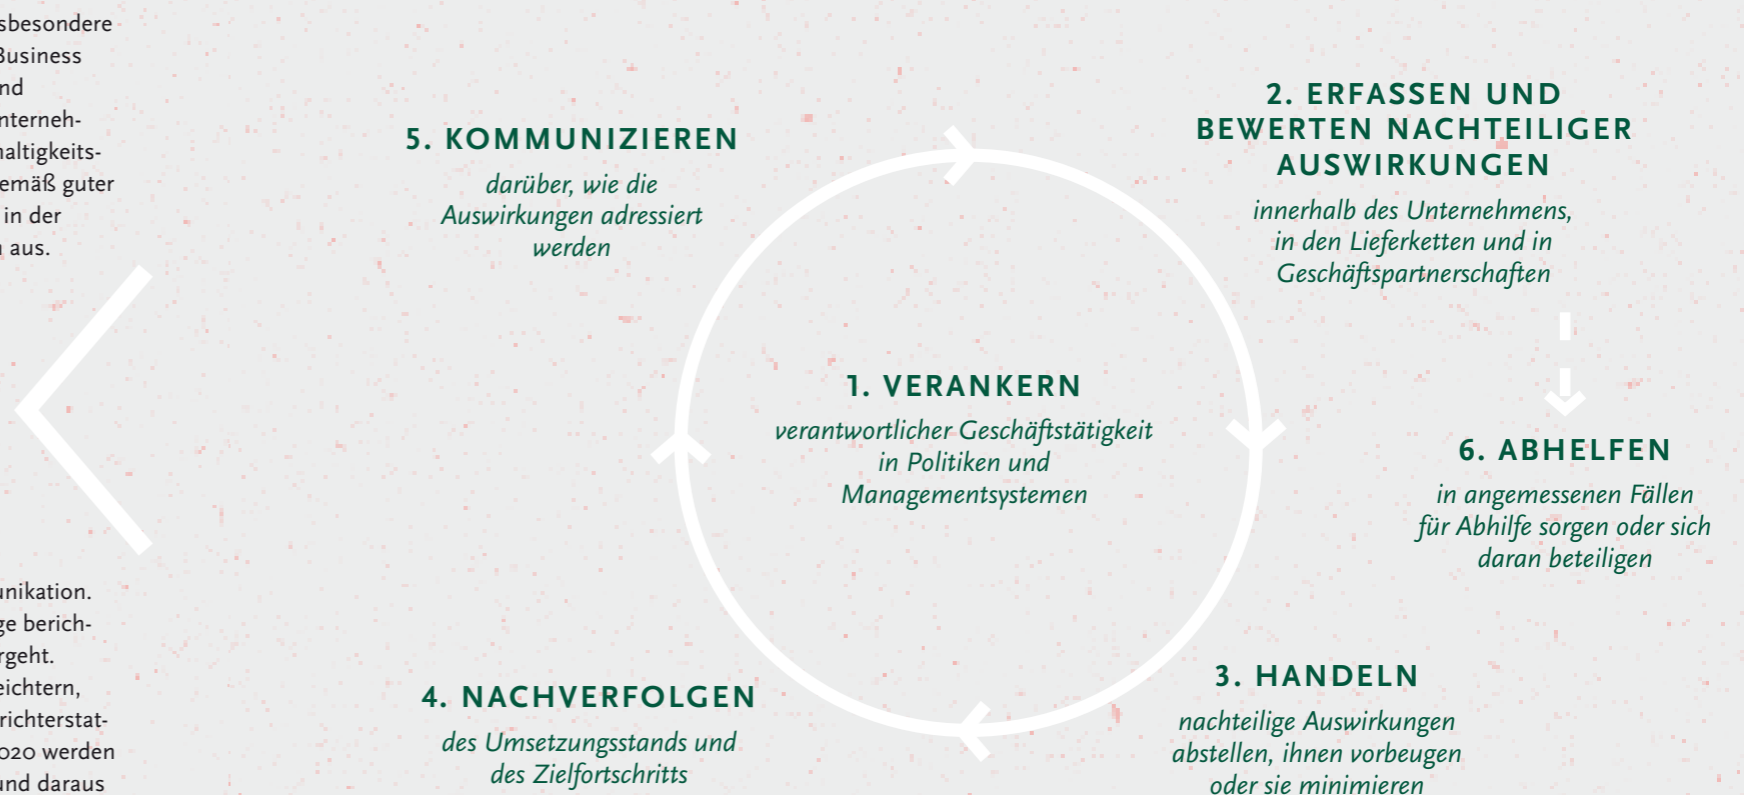 sbesondere
Business
nd
nterneh-
haltigkeits-
emäß guter
in der
aus.
unikation.
ge berich-
rgeht.
eichtern,
richterstat-
020 werden
und daraus
1. VERANKERN
verantwortlicher Geschäftstätigkeit
in Politiken und
Managementsystemen
2. ERFASSEN UND
BEWERTEN NACHTEILIGER
AUSWIRKUNGEN
innerhalb des Unternehmens,
in den Lieferketten und in
Geschäftspartnerschaften
3. HANDELN
nachteilige Auswirkungen
abstellen, ihnen vorbeugen
oder sie minimieren
4. NACHVERFOLGEN
des Umsetzungsstands und
des Zielfortschritts
5. KOMMUNIZIEREN
darüber, wie die
Auswirkungen adressiert
werden
6. ABHELFEN
in angemessenen Fällen
für Abhilfe sorgen oder sich
daran beteiligen